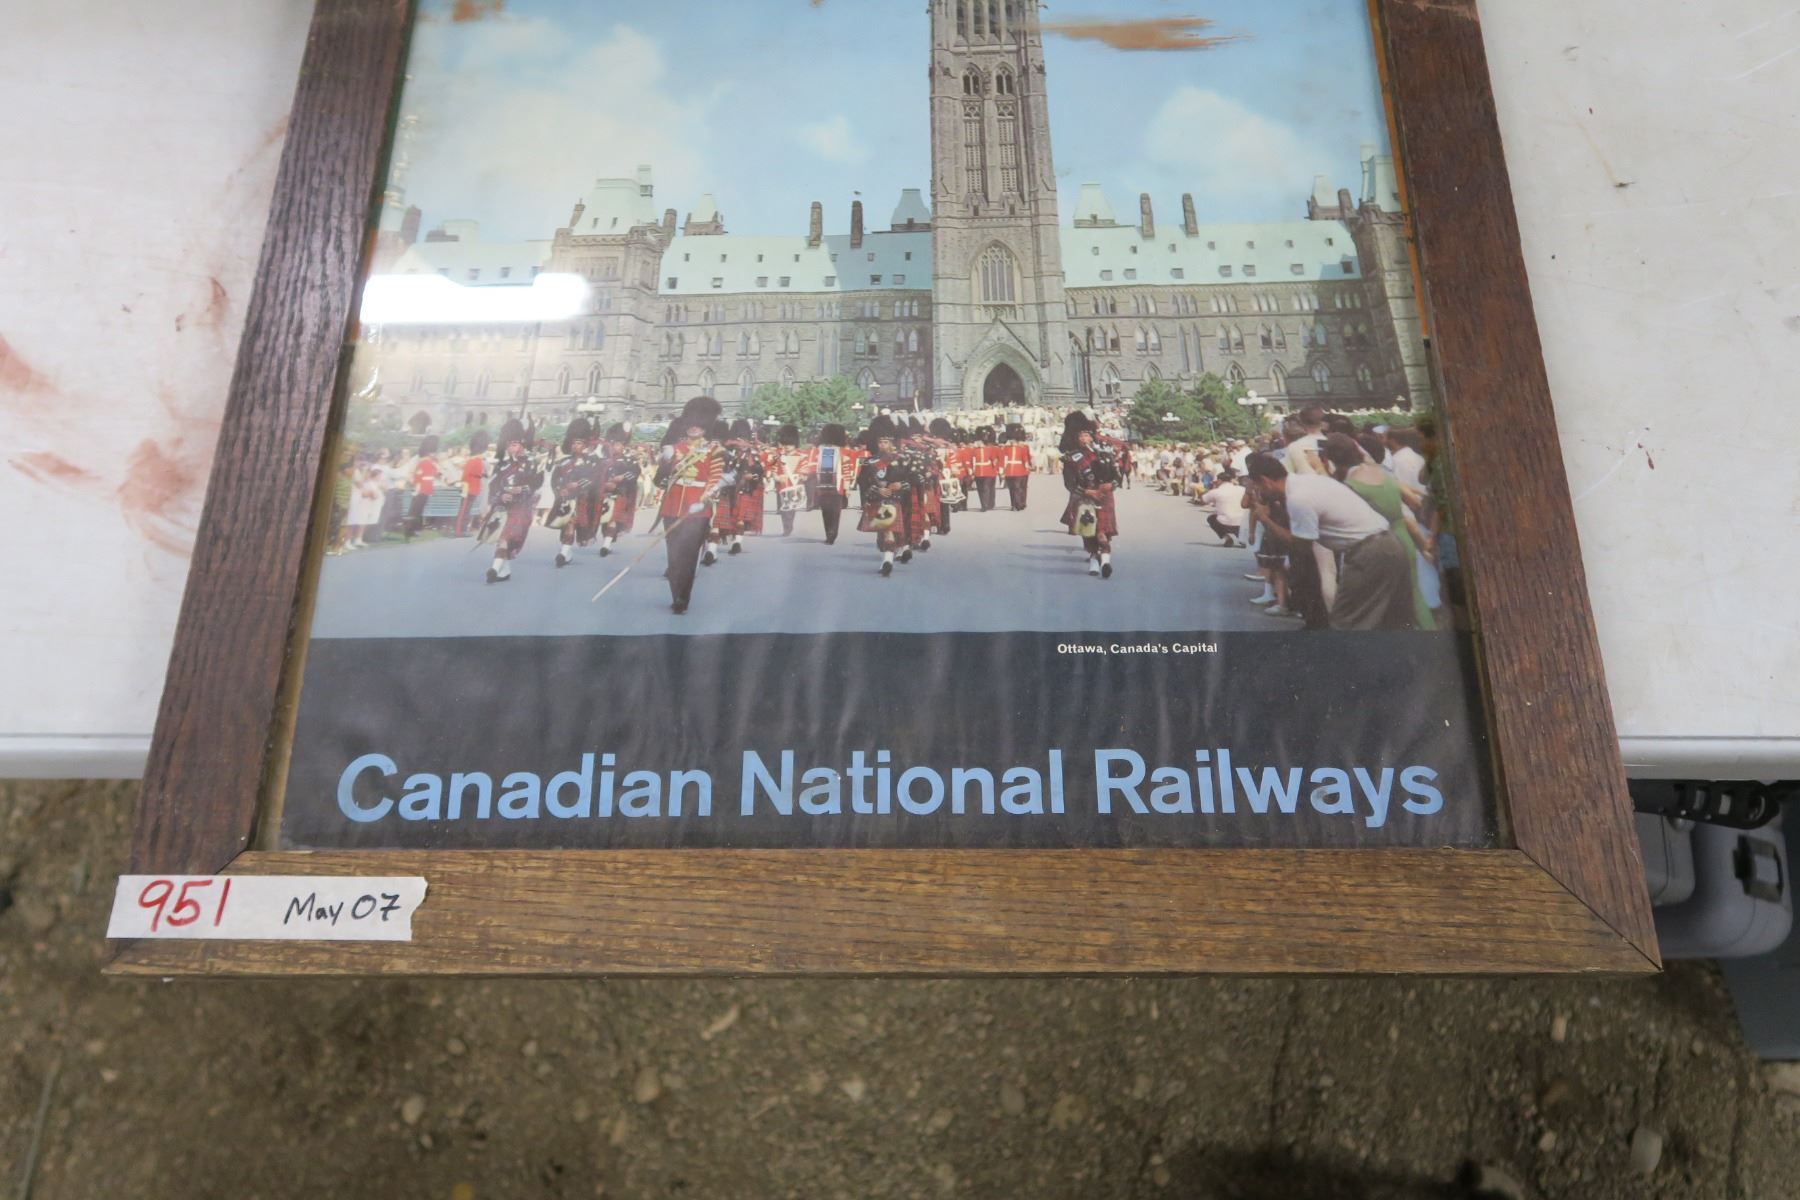 Ottawa, Canada's Capital
Canadian National Railways
951 May 07